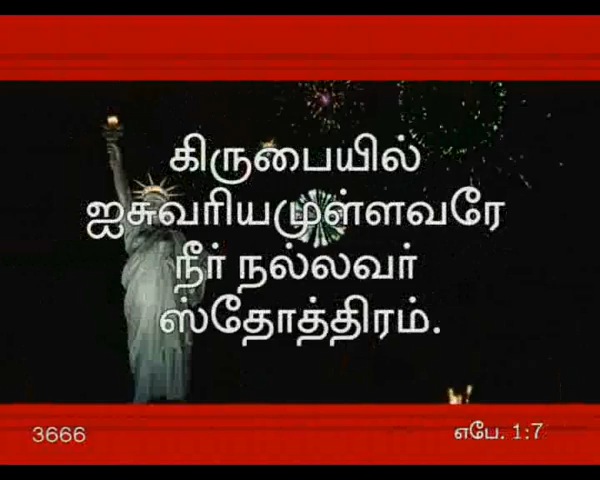 கிருபையில்
ஐசுவரியமுள்ளவரே
நீர் நல்லவர்
ஸ்தோத்திரம்.
3666
எபே. 1:7